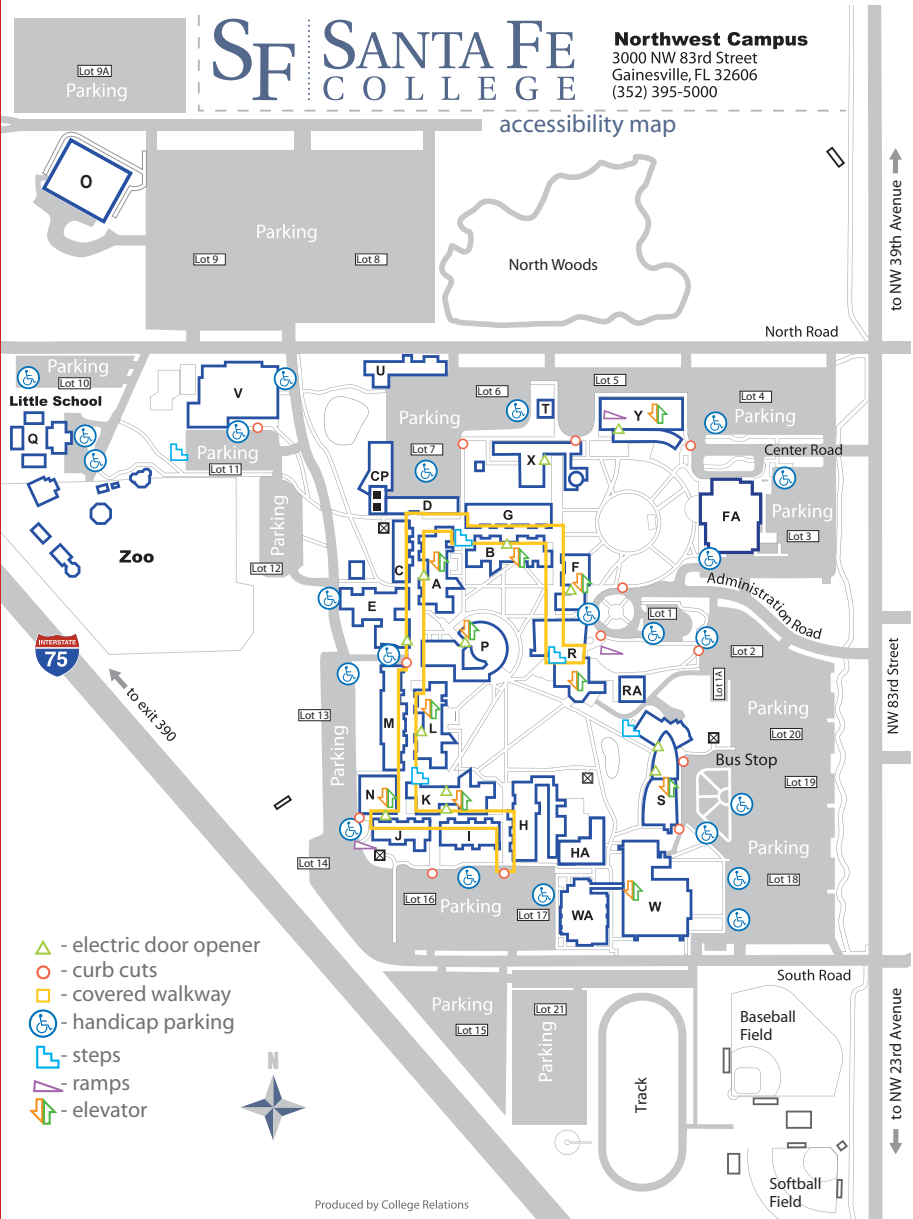 SF SANTA FE
COLLEGE
Northwest Campus
3000 NW 83rd Street
Gainesville, FL 32606
(352) 395-5000
accessibility map
Lot 9A
Parking
O
Parking
Lot 9
Lot 8
North Woods
to NW 39th Avenue
North Road
Parking
Lot 10
Little School
Q
V
Parking
Lot 11
U
Parking
Lot 7
Lot 6
T
Lot 5
Y
Lot 4
Parking
Center Road
CP
X
D
G
FA
Parking
Lot 3
Parking
Lot 12
Zoo
C
A
B
F
E
Administration Road
Lot 1
Lot 2
INTERSTATE
75
to exit 390
P
R
RA
Lot 1A
NW 83rd Street
Lot 13
Parking
M
L
Parking
Lot 20
Bus Stop
Lot 19
N
K
S
J
I
H
HA
Parking
Lot 14
Lot 16
Parking
Lot 17
WA
W
Lot 18
- electric door opener
- curb cuts
- covered walkway
- handicap parking
- steps
- ramps
- elevator
N
South Road
Parking
Lot 15
Lot 21
Parking
Track
Baseball
Field
to NW 23rd Avenue
Softball
Field
Produced by College Relations